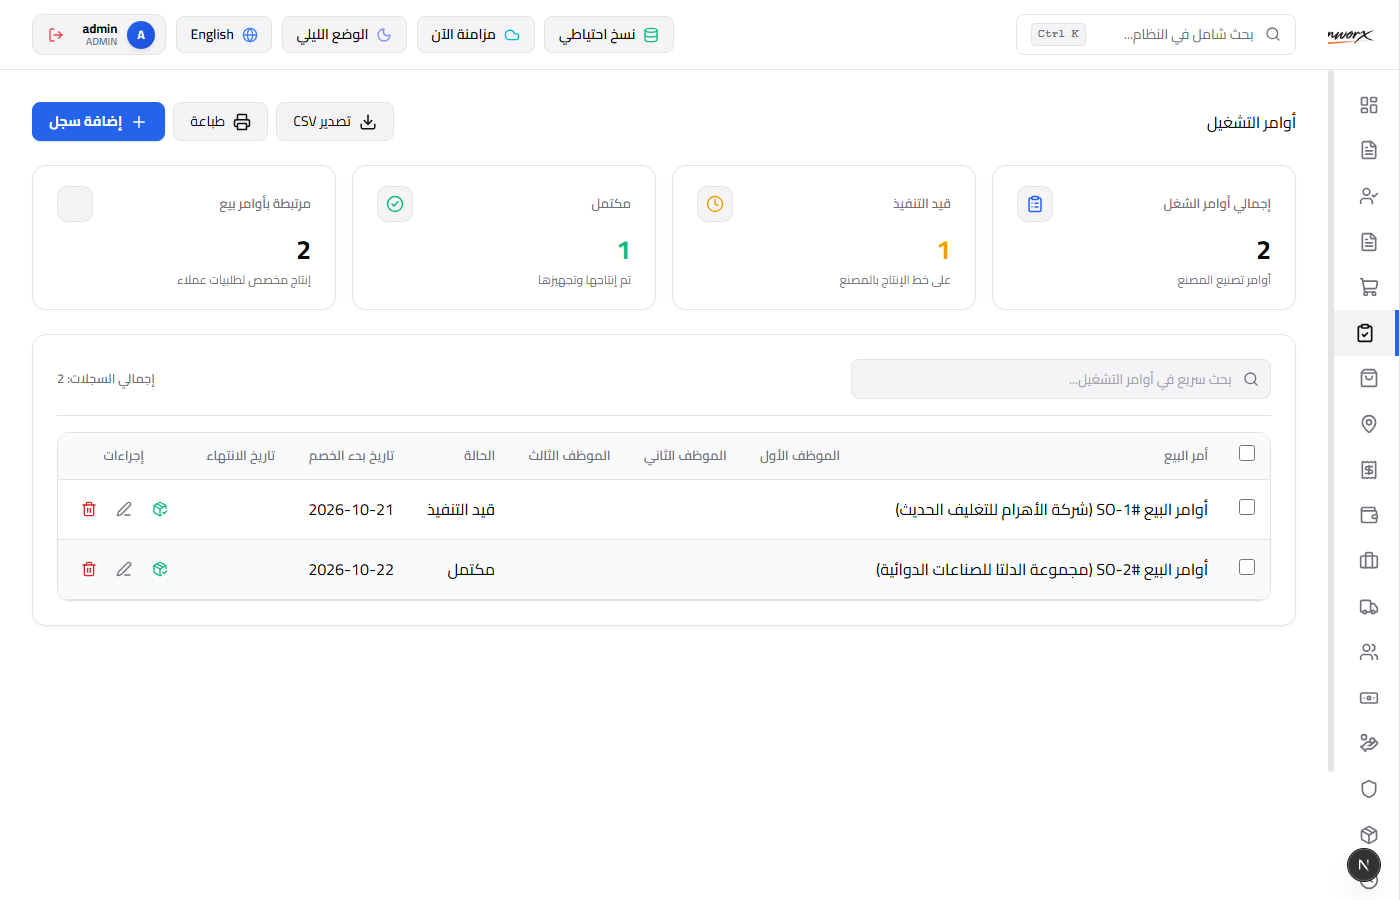 nworx
بحث شامل في النظام...
Ctrl K
نسخ احتياطي
مزامنة الآن
الوضع الليلي
English
admin
ADMIN
A
أوامر التشغيل
تصدير CSV
طباعة
إضافة سجل
إجمالي أوامر الشغل
2
أوامر تصنيع المصنع
قيد التنفيذ
1
على خط الإنتاج بالمصنع
مكتمل
1
تم إنتاجها وتجهيزها
مرتبطة بأوامر بيع
2
إنتاج مخصص لطلبيات عملاء
بحث سريع في أوامر التشغيل...
إجمالي السجلات: 2
أمر البيع الموظف الأول الموظف الثاني الموظف الثالث الحالة تاريخ بدء الخصم تاريخ الانتهاء إجراءات
أوامر البيع #SO-1 (شركة الأهرام للتغليف الحديث) قيد التنفيذ 2026-10-21
أوامر البيع #SO-2 (مجموعة الدلتا للصناعات الدوائية) مكتمل 2026-10-22
N